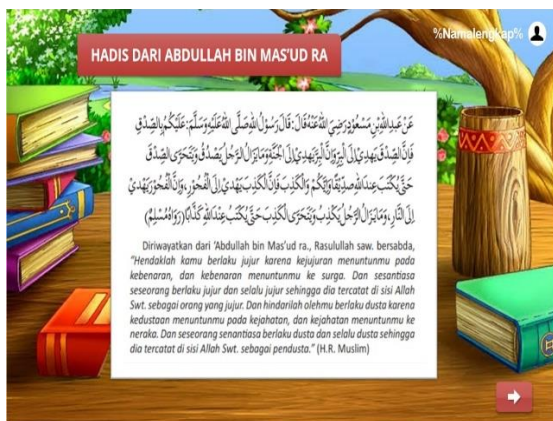 %Namalengkap%
HADIS DARI ABDULLAH BIN MAS'UD RA
عَنْ عَبْدِ اللهِ بْنِ مَسْعُوْدٍ رَضِيَ اللهُ عَنْهُ قَالَ: قَالَ رَسُوْلُ اللهِ صَلَّى اللهُ عَلَيْهِ وَسَلَّمَ: عَلَيْكُمْ بِالصِّدْقِ
فَإِنَّ الصِّدْقَ يَهْدِيْ إِلَى الْبِرِّ وَإِنَّ الْبِرَّ يَهْدِيْ إِلَى الْجَنَّةِ وَمَا يَزَالُ الرَّجُلُ يَصْدُقُ وَيَتَحَرَّى الصِّدْقَ
حَتَّى يُكْتَبَ عِنْدَ اللهِ صِدِّيْقًا وَإِيَّاكُمْ وَالْكَذِبَ فَإِنَّ الْكَذِبَ يَهْدِيْ إِلَى الْفُجُوْرِ، وَإِنَّ الْفُجُوْرَ يَهْدِيْ
إِلَى النَّارِ، وَمَا يَزَالُ الرَّجُلُ يَكْذِبُ وَيَتَحَرَّى الْكَذِبَ حَتَّى يُكْتَبَ عِنْدَ اللهِ كَذَّابًا (رَوَاهُ مُسْلِمٌ)
Diriwayatkan dari 'Abdullah bin Mas'ud ra., Rasulullah saw. bersabda,
"Hendaklah kamu berlaku jujur karena kejujuran menuntunmu pada
kebenaran, dan kebenaran menuntunmu ke surga. Dan sesantiasa
seseorang berlaku jujur dan selalu jujur sehingga dia tercatat di sisi Allah
Swt. sebagai orang yang jujur. Dan hindarilah olehmu berlaku dusta karena
kedustaan menuntunmu pada kejahatan, dan kejahatan menuntunmu ke
neraka. Dan seseorang senantiasa berlaku dusta dan selalu dusta sehingga
dia tercatat di sisi Allah Swt. sebagai pendusta." (H.R. Muslim)